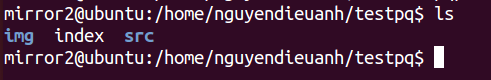 mirror2@ubuntu:/home/nguyendieuanh/testpq$ ls
img index src
mirror2@ubuntu:/home/nguyendieuanh/testpq$